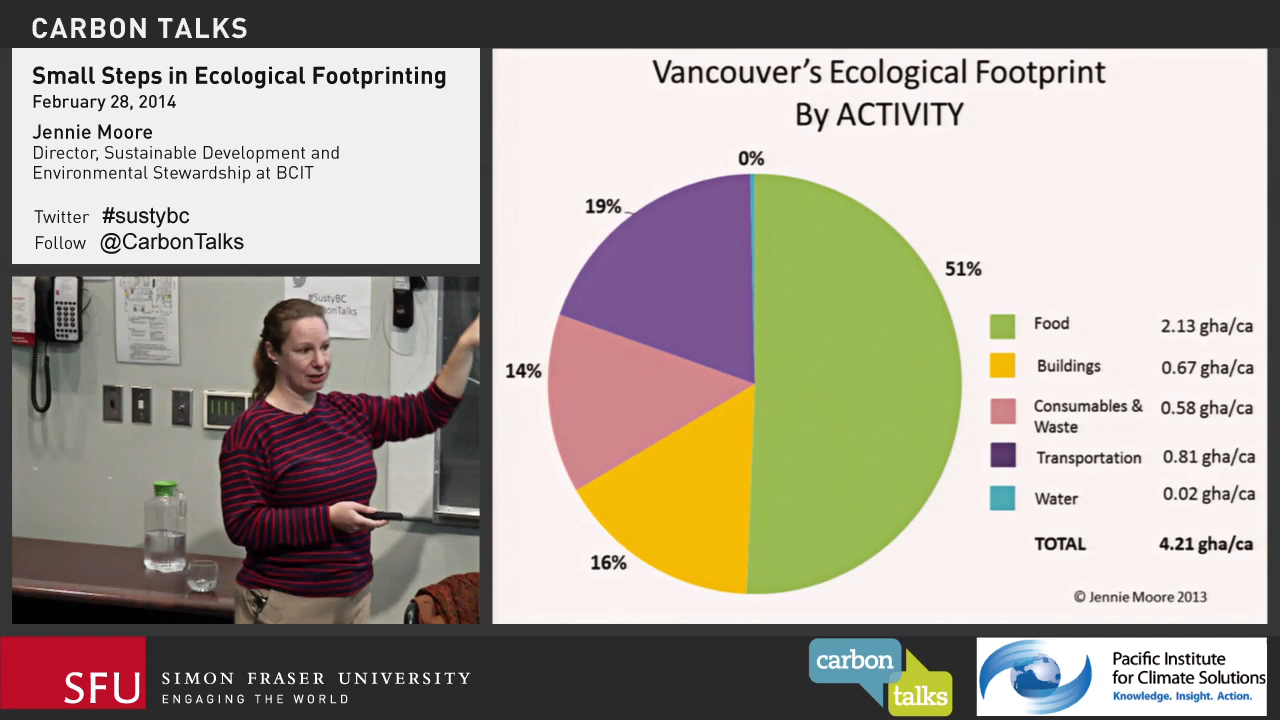 CARBON TALKS
Small Steps in Ecological Footprinting
February 28, 2014
Jennie Moore
Director, Sustainable Development and
Environmental Stewardship at BCIT
Twitter #sustybc
Follow @CarbonTalks
#SustyBC
Vancouver's Ecological Footprint
By ACTIVITY
0%
19%
51%
14%
16%
Food 2.13 gha/ca
Buildings 0.67 gha/ca
Consumables & 0.58 gha/ca
Waste
Transportation 0.81 gha/ca
Water 0.02 gha/ca
TOTAL 4.21 gha/ca
© Jennie Moore 2013
SFU
SIMON FRASER UNIVERSITY
ENGAGING THE WORLD
carbon
talks
Pacific Institute
for Climate Solutions
Knowledge. Insight. Action.